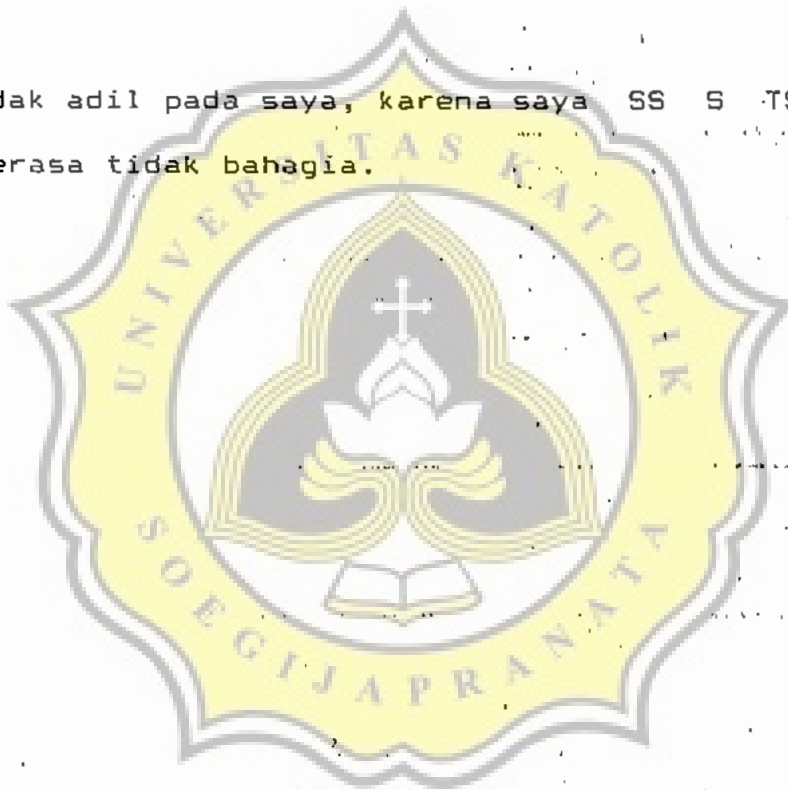 dak adil pada saya, karena saya SS S TS
erasa tidak bahagia.
UNIVERSITAS KATOLIK
SOEGIJAPRANATA